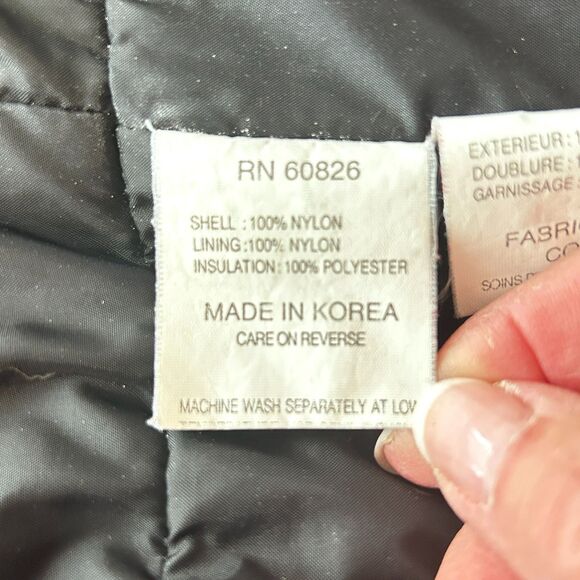 RN 60826
SHELL : 100% NYLON
LINING : 100% NYLON
INSULATION : 100% POLYESTER
MADE IN KOREA
CARE ON REVERSE
MACHINE WASH SEPARATELY AT LOW
EXTERIEUR :
DOUBLURE :
GARNISSAGE
SOINS